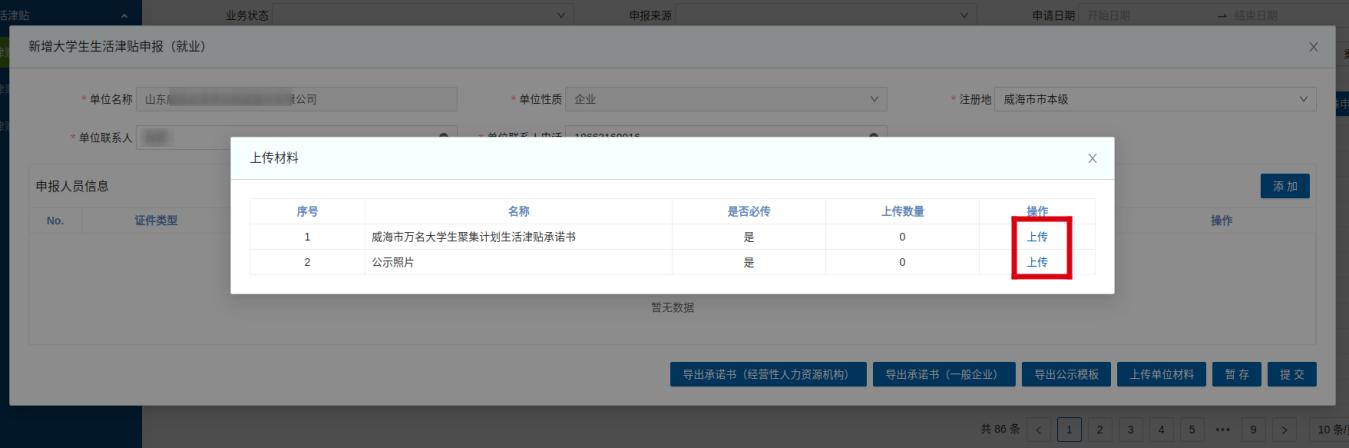 活津贴 业务状态 申报来源 申请日期 开始日期 → 结束日期
新增大学生生活津贴申报（就业）
* 单位名称 山东 公司 * 单位性质 企业 * 注册地 威海市市本级
* 单位联系人 * 单位联系人电话
上传材料
申报人员信息 添 加
序号 名称 是否必传 上传数量 操作
No. 证件类型 操作
1 威海市万名大学生聚集计划生活津贴承诺书 是 0 上传
2 公示照片 是 0 上传
暂无数据
导出承诺书（经营性人力资源机构） 导出承诺书（一般企业） 导出公示模板 上传单位材料 暂 存 提 交
共 86 条 < 1 2 3 4 5 ••• 9 > 10 条/